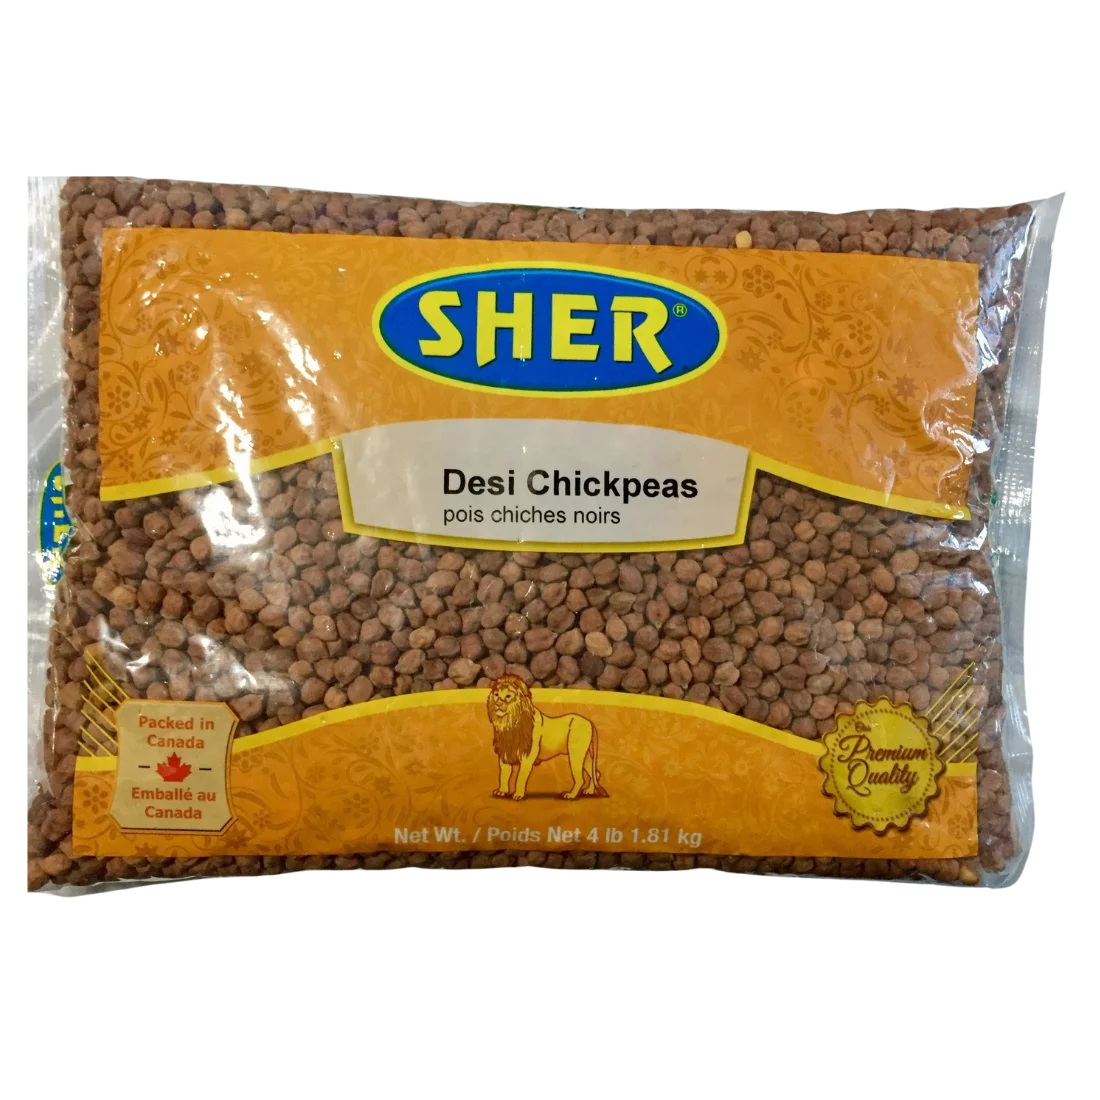 SHER®
Desi Chickpeas
pois chiches noirs
Packed in
Canada
Emballé au
Canada
Premium
Quality
Net Wt. / Poids Net 4 lb 1.81 kg